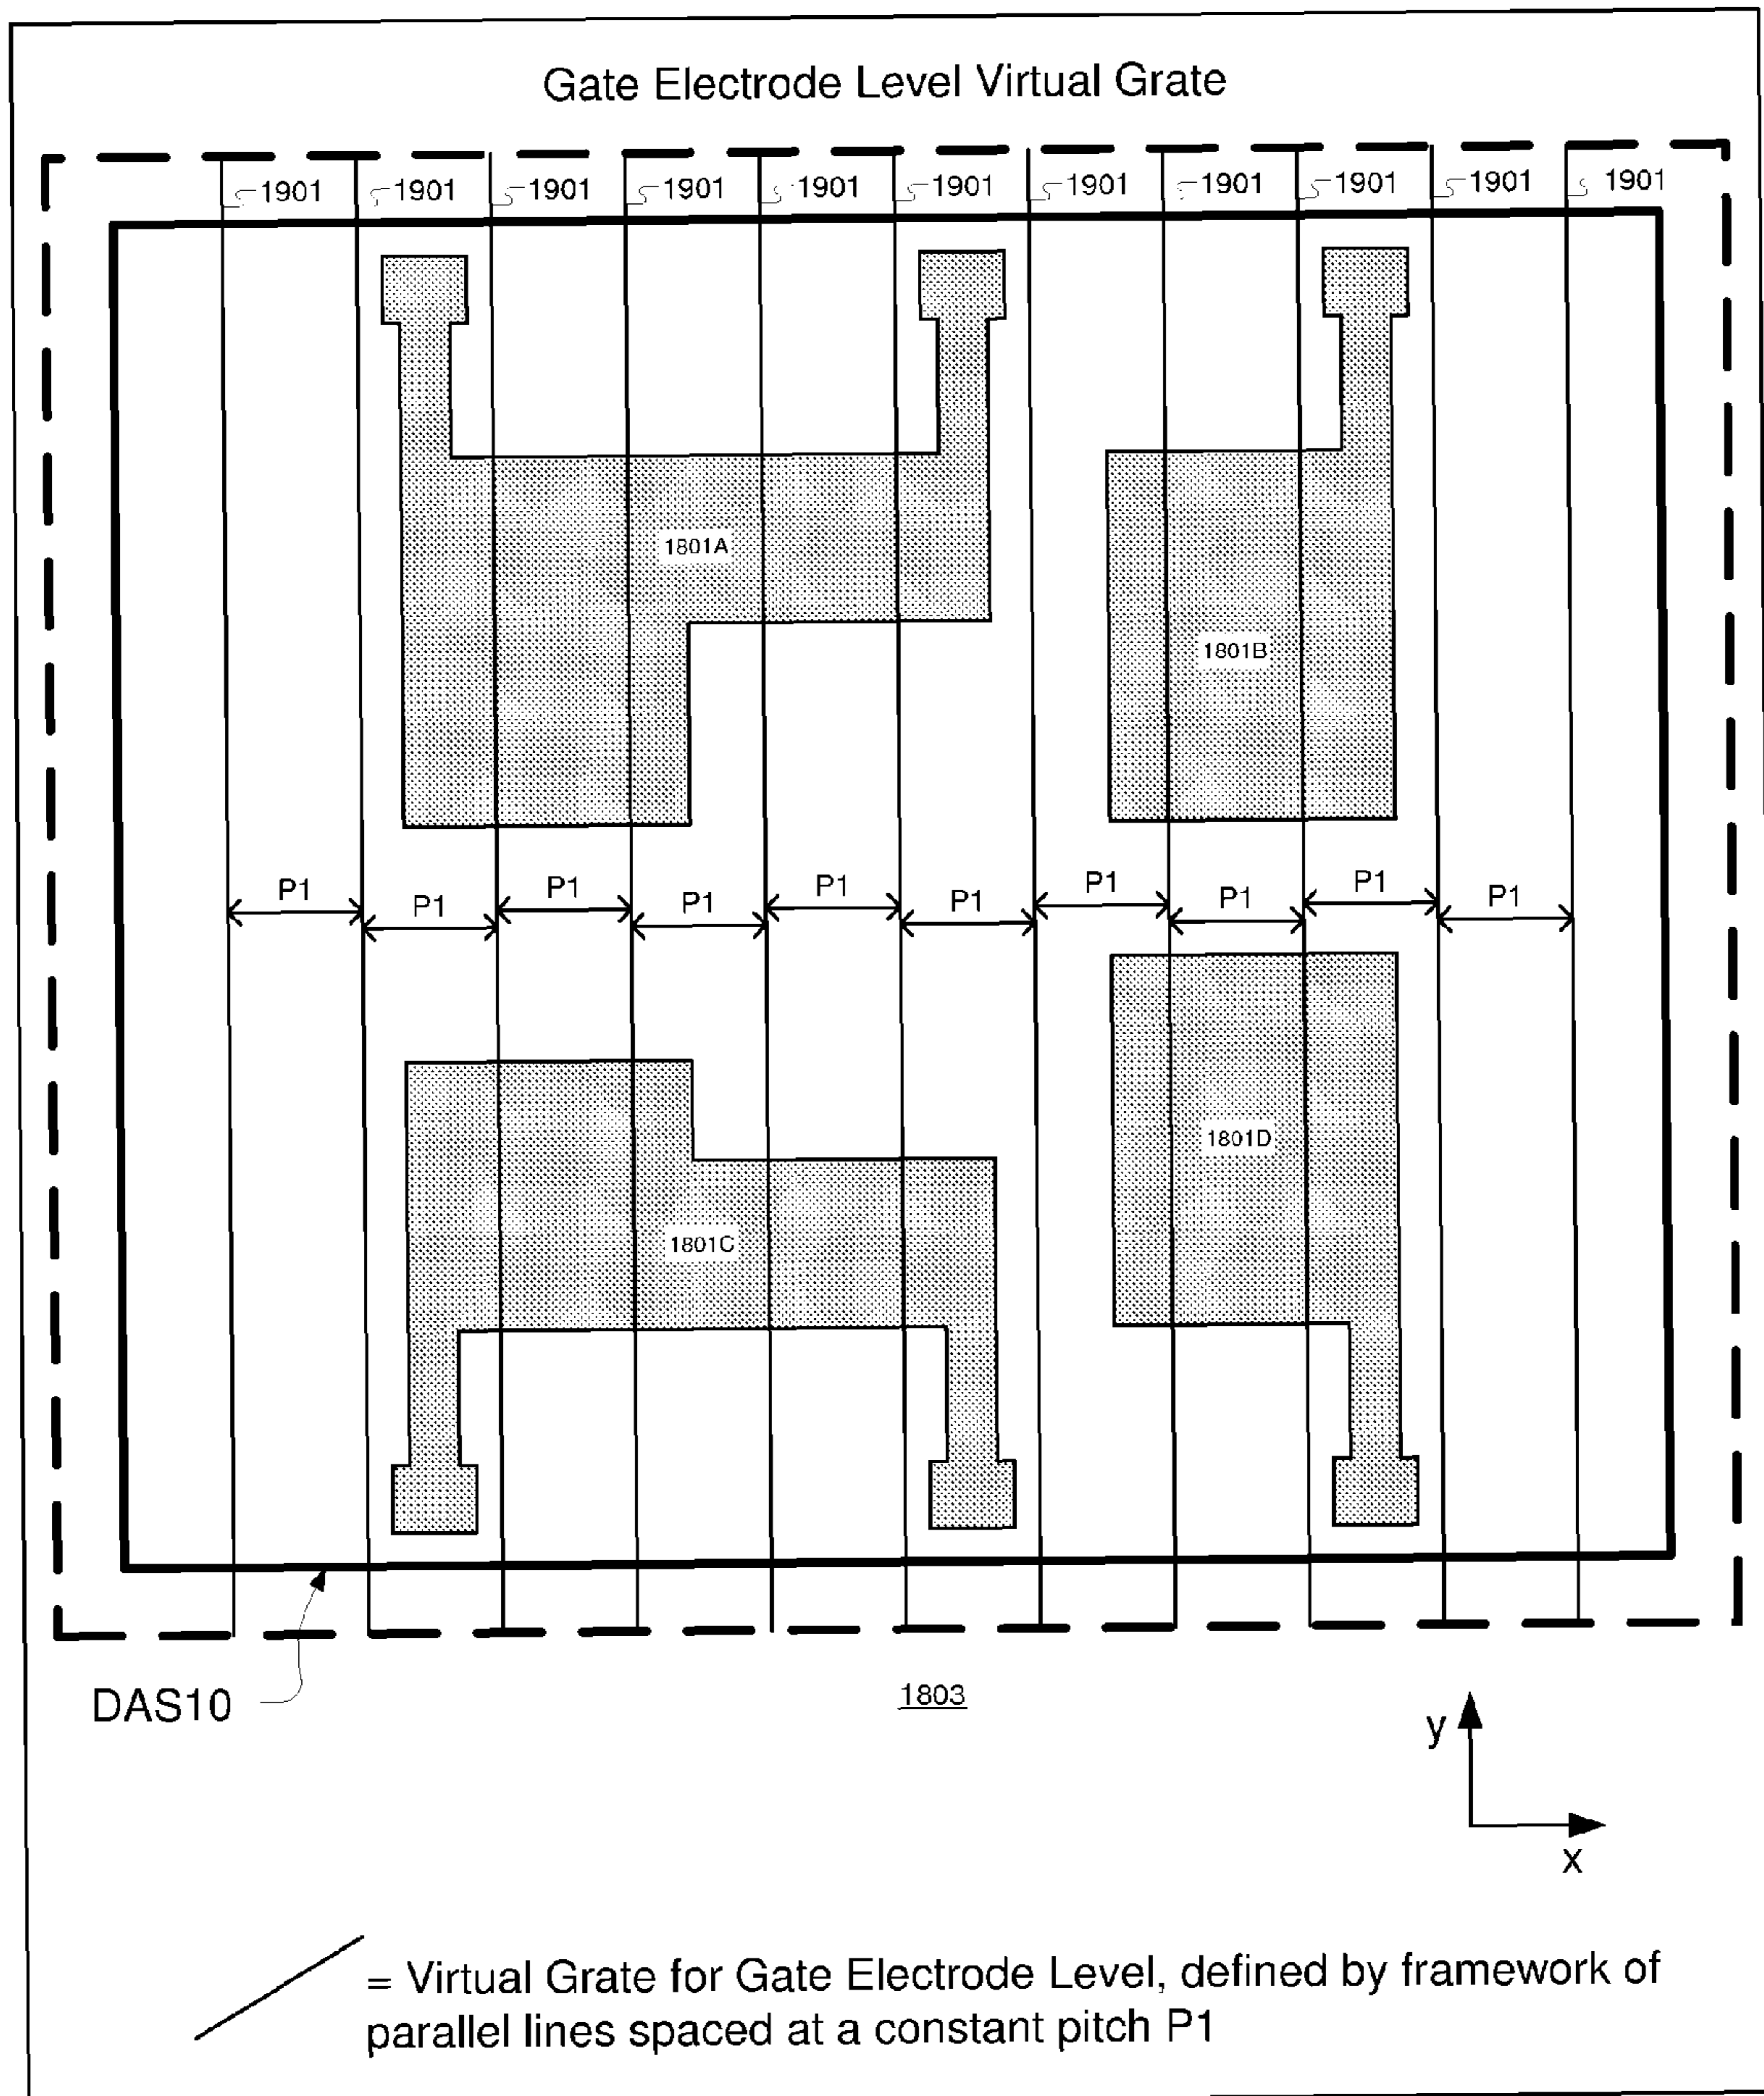 Gate Electrode Level Virtual Grate
1901 1901 1901 1901 1901 1901 1901 1901 1901 1901 1901
1801A
1801B
P1 P1 P1 P1 P1 P1 P1 P1 P1 P1
1801D
1801C
DAS10
1803
y
x
= Virtual Grate for Gate Electrode Level, defined by framework of
parallel lines spaced at a constant pitch P1